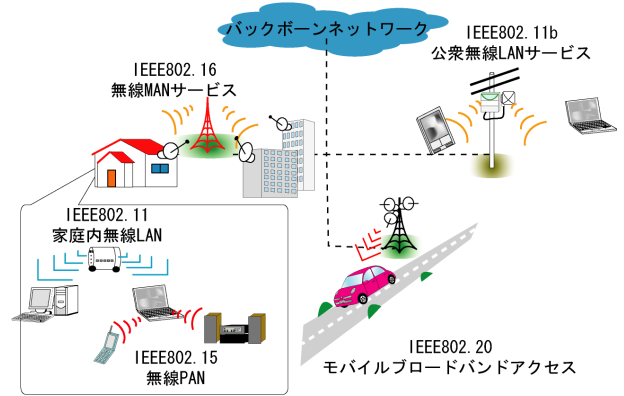 バックボーンネットワーク
IEEE802.11b
公衆無線LANサービス
IEEE802.16
無線MANサービス
IEEE802.11
家庭内無線LAN
IEEE802.15
無線PAN
IEEE802.20
モバイルブロードバンドアクセス